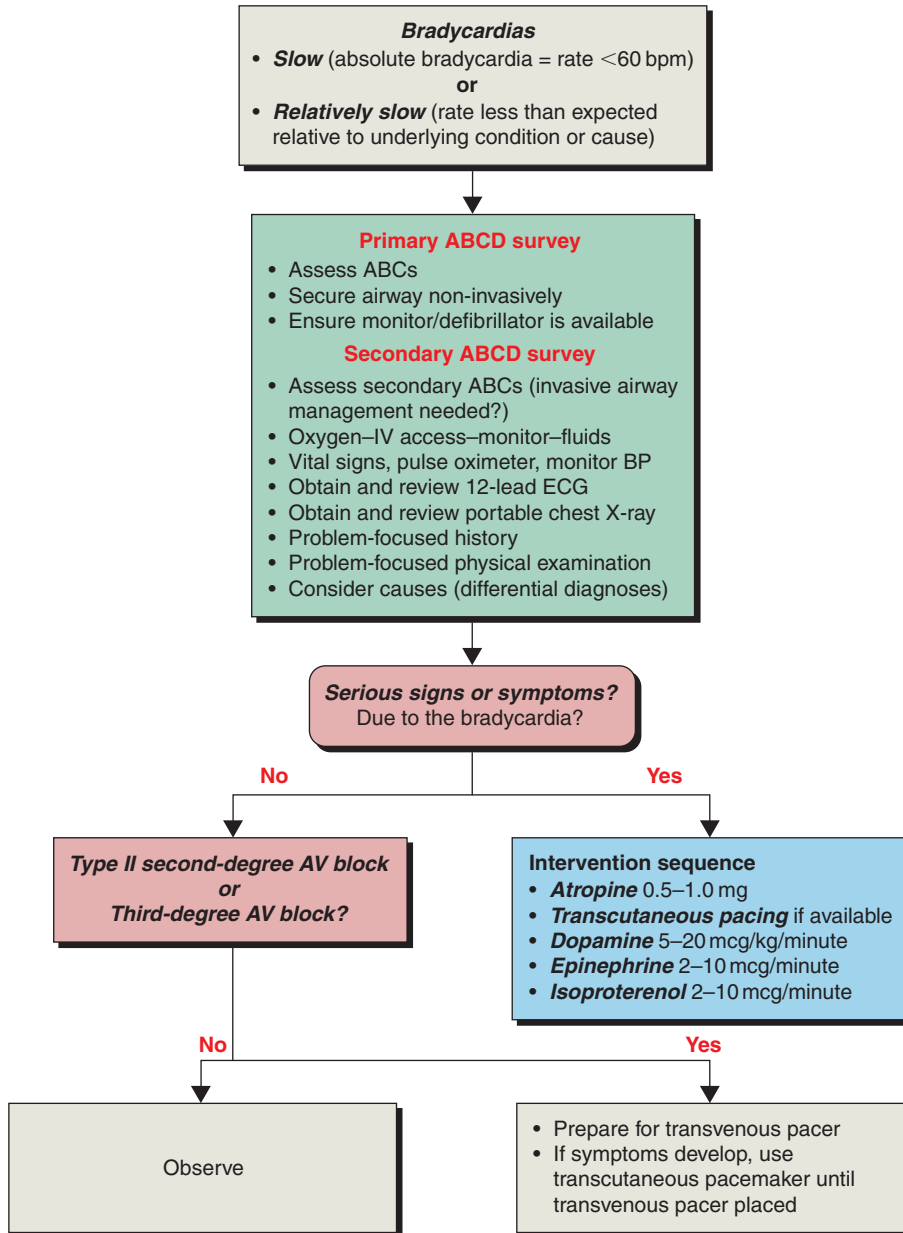 Bradycardias
• Slow (absolute bradycardia = rate <60 bpm)
or
• Relatively slow (rate less than expected
relative to underlying condition or cause)
Primary ABCD survey
• Assess ABCs
• Secure airway non-invasively
• Ensure monitor/defibrillator is available
Secondary ABCD survey
• Assess secondary ABCs (invasive airway
management needed?)
• Oxygen–IV access–monitor–fluids
• Vital signs, pulse oximeter, monitor BP
• Obtain and review 12-lead ECG
• Obtain and review portable chest X-ray
• Problem-focused history
• Problem-focused physical examination
• Consider causes (differential diagnoses)
Serious signs or symptoms?
Due to the bradycardia?
No
Yes
Type II second-degree AV block
or
Third-degree AV block?
Intervention sequence
• Atropine 0.5–1.0 mg
• Transcutaneous pacing if available
• Dopamine 5–20 mcg/kg/minute
• Epinephrine 2–10 mcg/minute
• Isoproterenol 2–10 mcg/minute
No
Yes
Observe
• Prepare for transvenous pacer
• If symptoms develop, use
transcutaneous pacemaker until
transvenous pacer placed